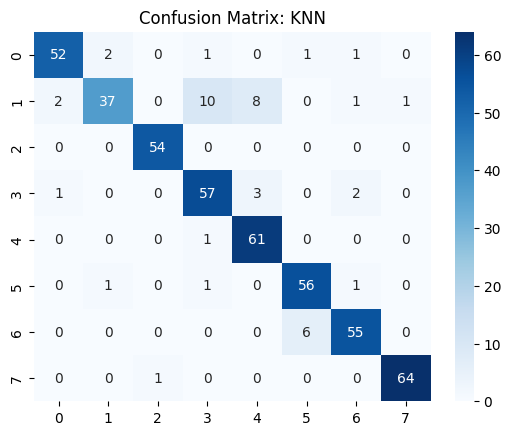 Confusion Matrix: KNN
0 52 2 0 1 0 1 1 0
1 2 37 0 10 8 0 1 1
2 0 0 54 0 0 0 0 0
3 1 0 0 57 3 0 2 0
4 0 0 0 1 61 0 0 0
5 0 1 0 1 0 56 1 0
6 0 0 0 0 0 6 55 0
7 0 0 1 0 0 0 0 64
0 1 2 3 4 5 6 7
60
50
40
30
20
10
0